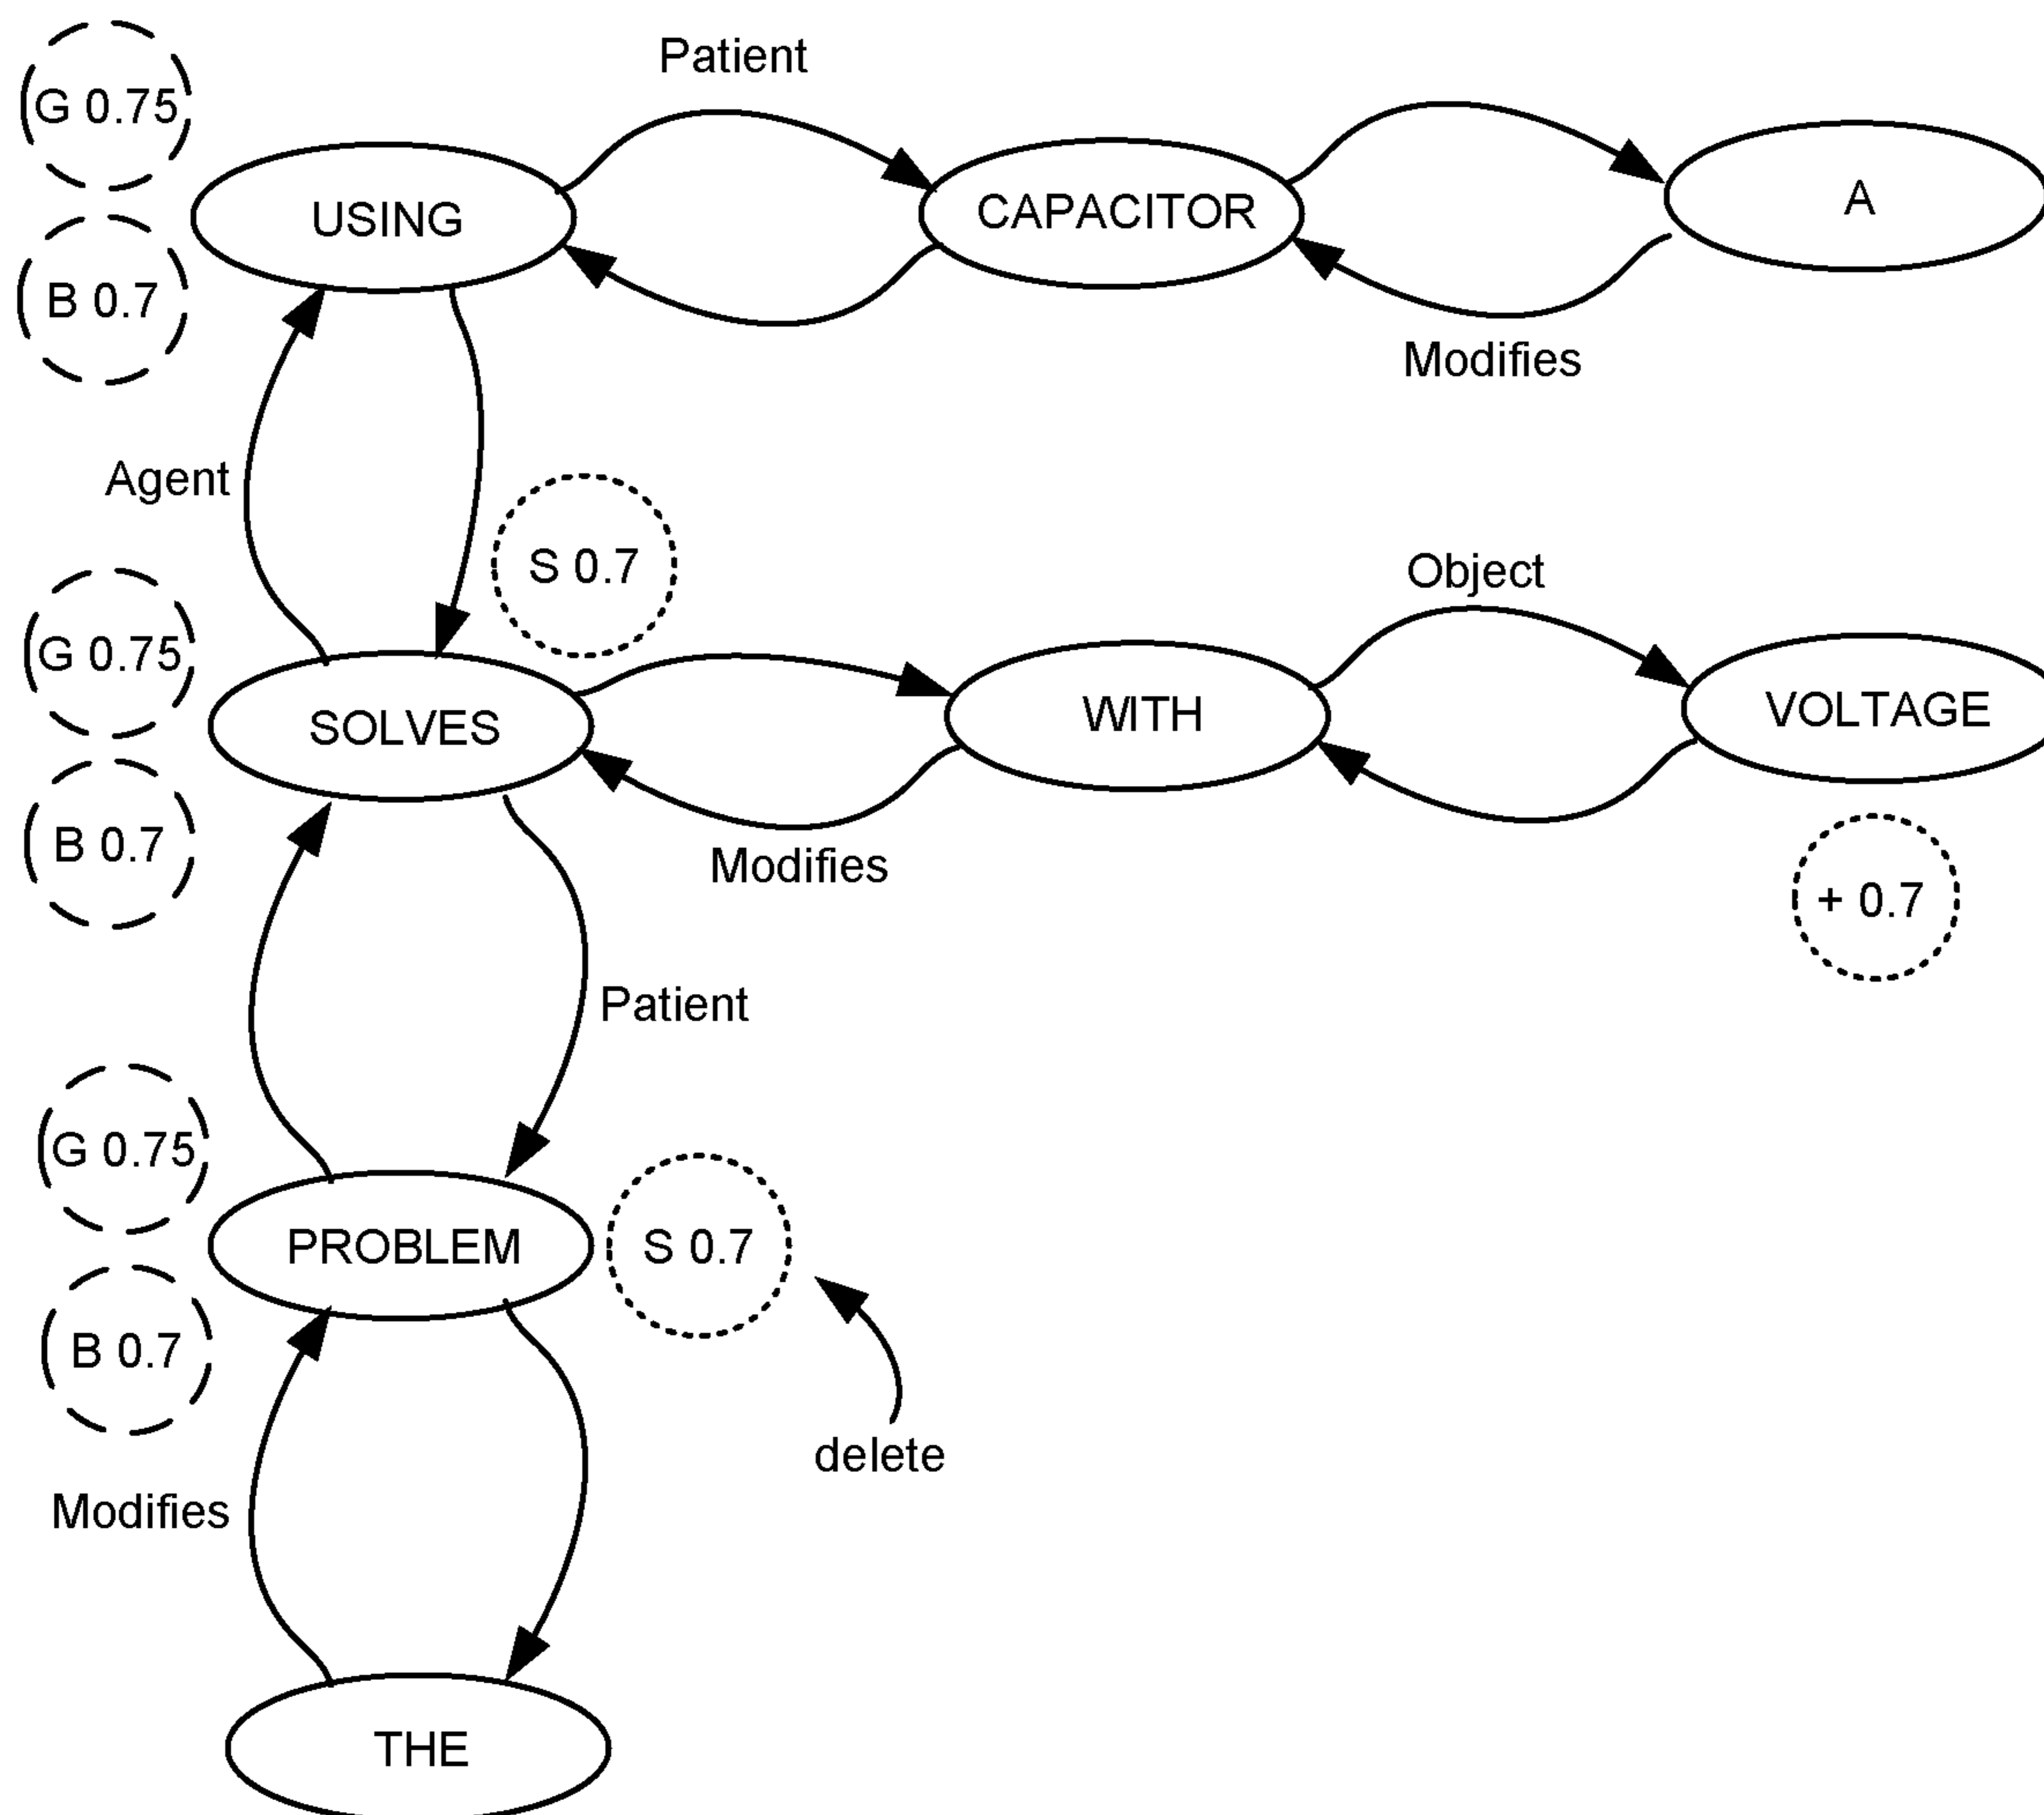 Patient
G 0.75
USING
CAPACITOR
A
B 0.7
Modifies
Agent
S 0.7
Object
G 0.75
SOLVES
WITH
VOLTAGE
B 0.7
Modifies
+ 0.7
Patient
G 0.75
PROBLEM
S 0.7
B 0.7
delete
Modifies
THE